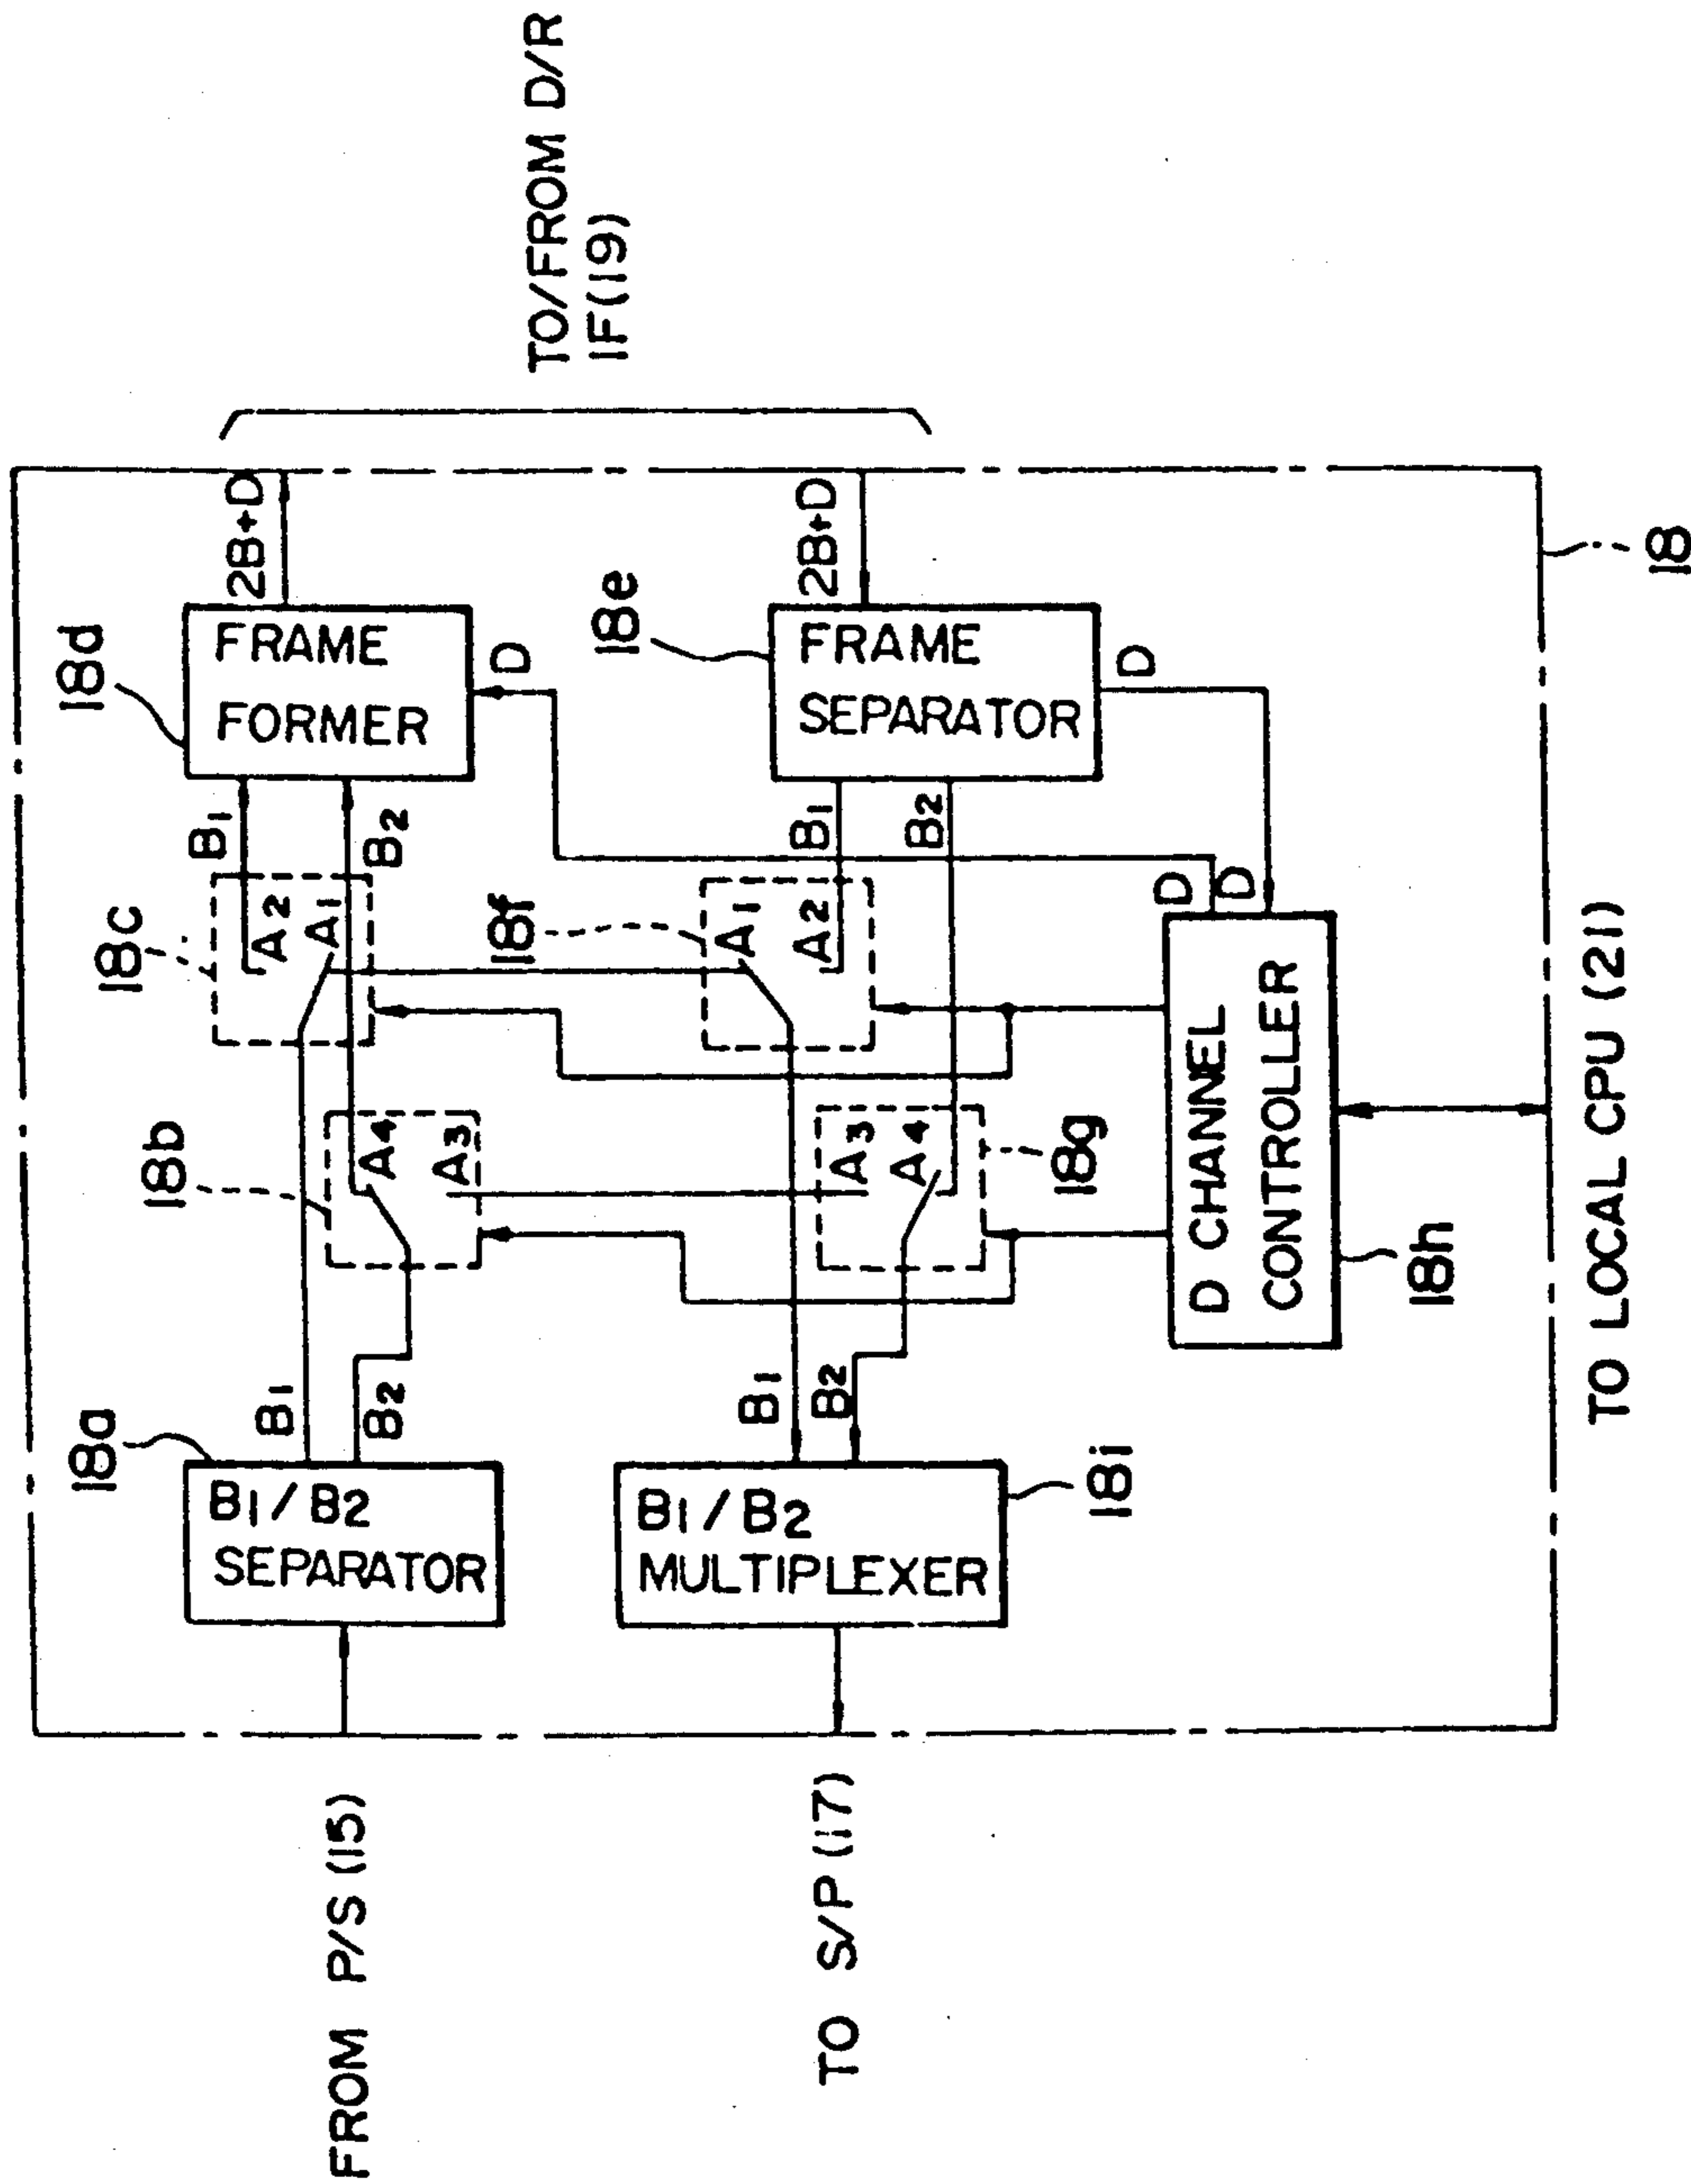 18a
18b
18c
18d
B1/B2
SEPARATOR
B1
B2
A4
A3
A2
A1
B1
B2
FRAME
FORMER
2B+D
D
FROM P/S (15)
TO/FROM D/R
IF(19)
18f
18e
B1/B2
MULTIPLEXER
18i
B1
B2
A3
A4
18g
A1
A2
B1
B2
FRAME
SEPARATOR
2B+D
D
TO S/P (17)
D CHANNEL
CONTROLLER
D
D
18h
18
TO LOCAL CPU (21)